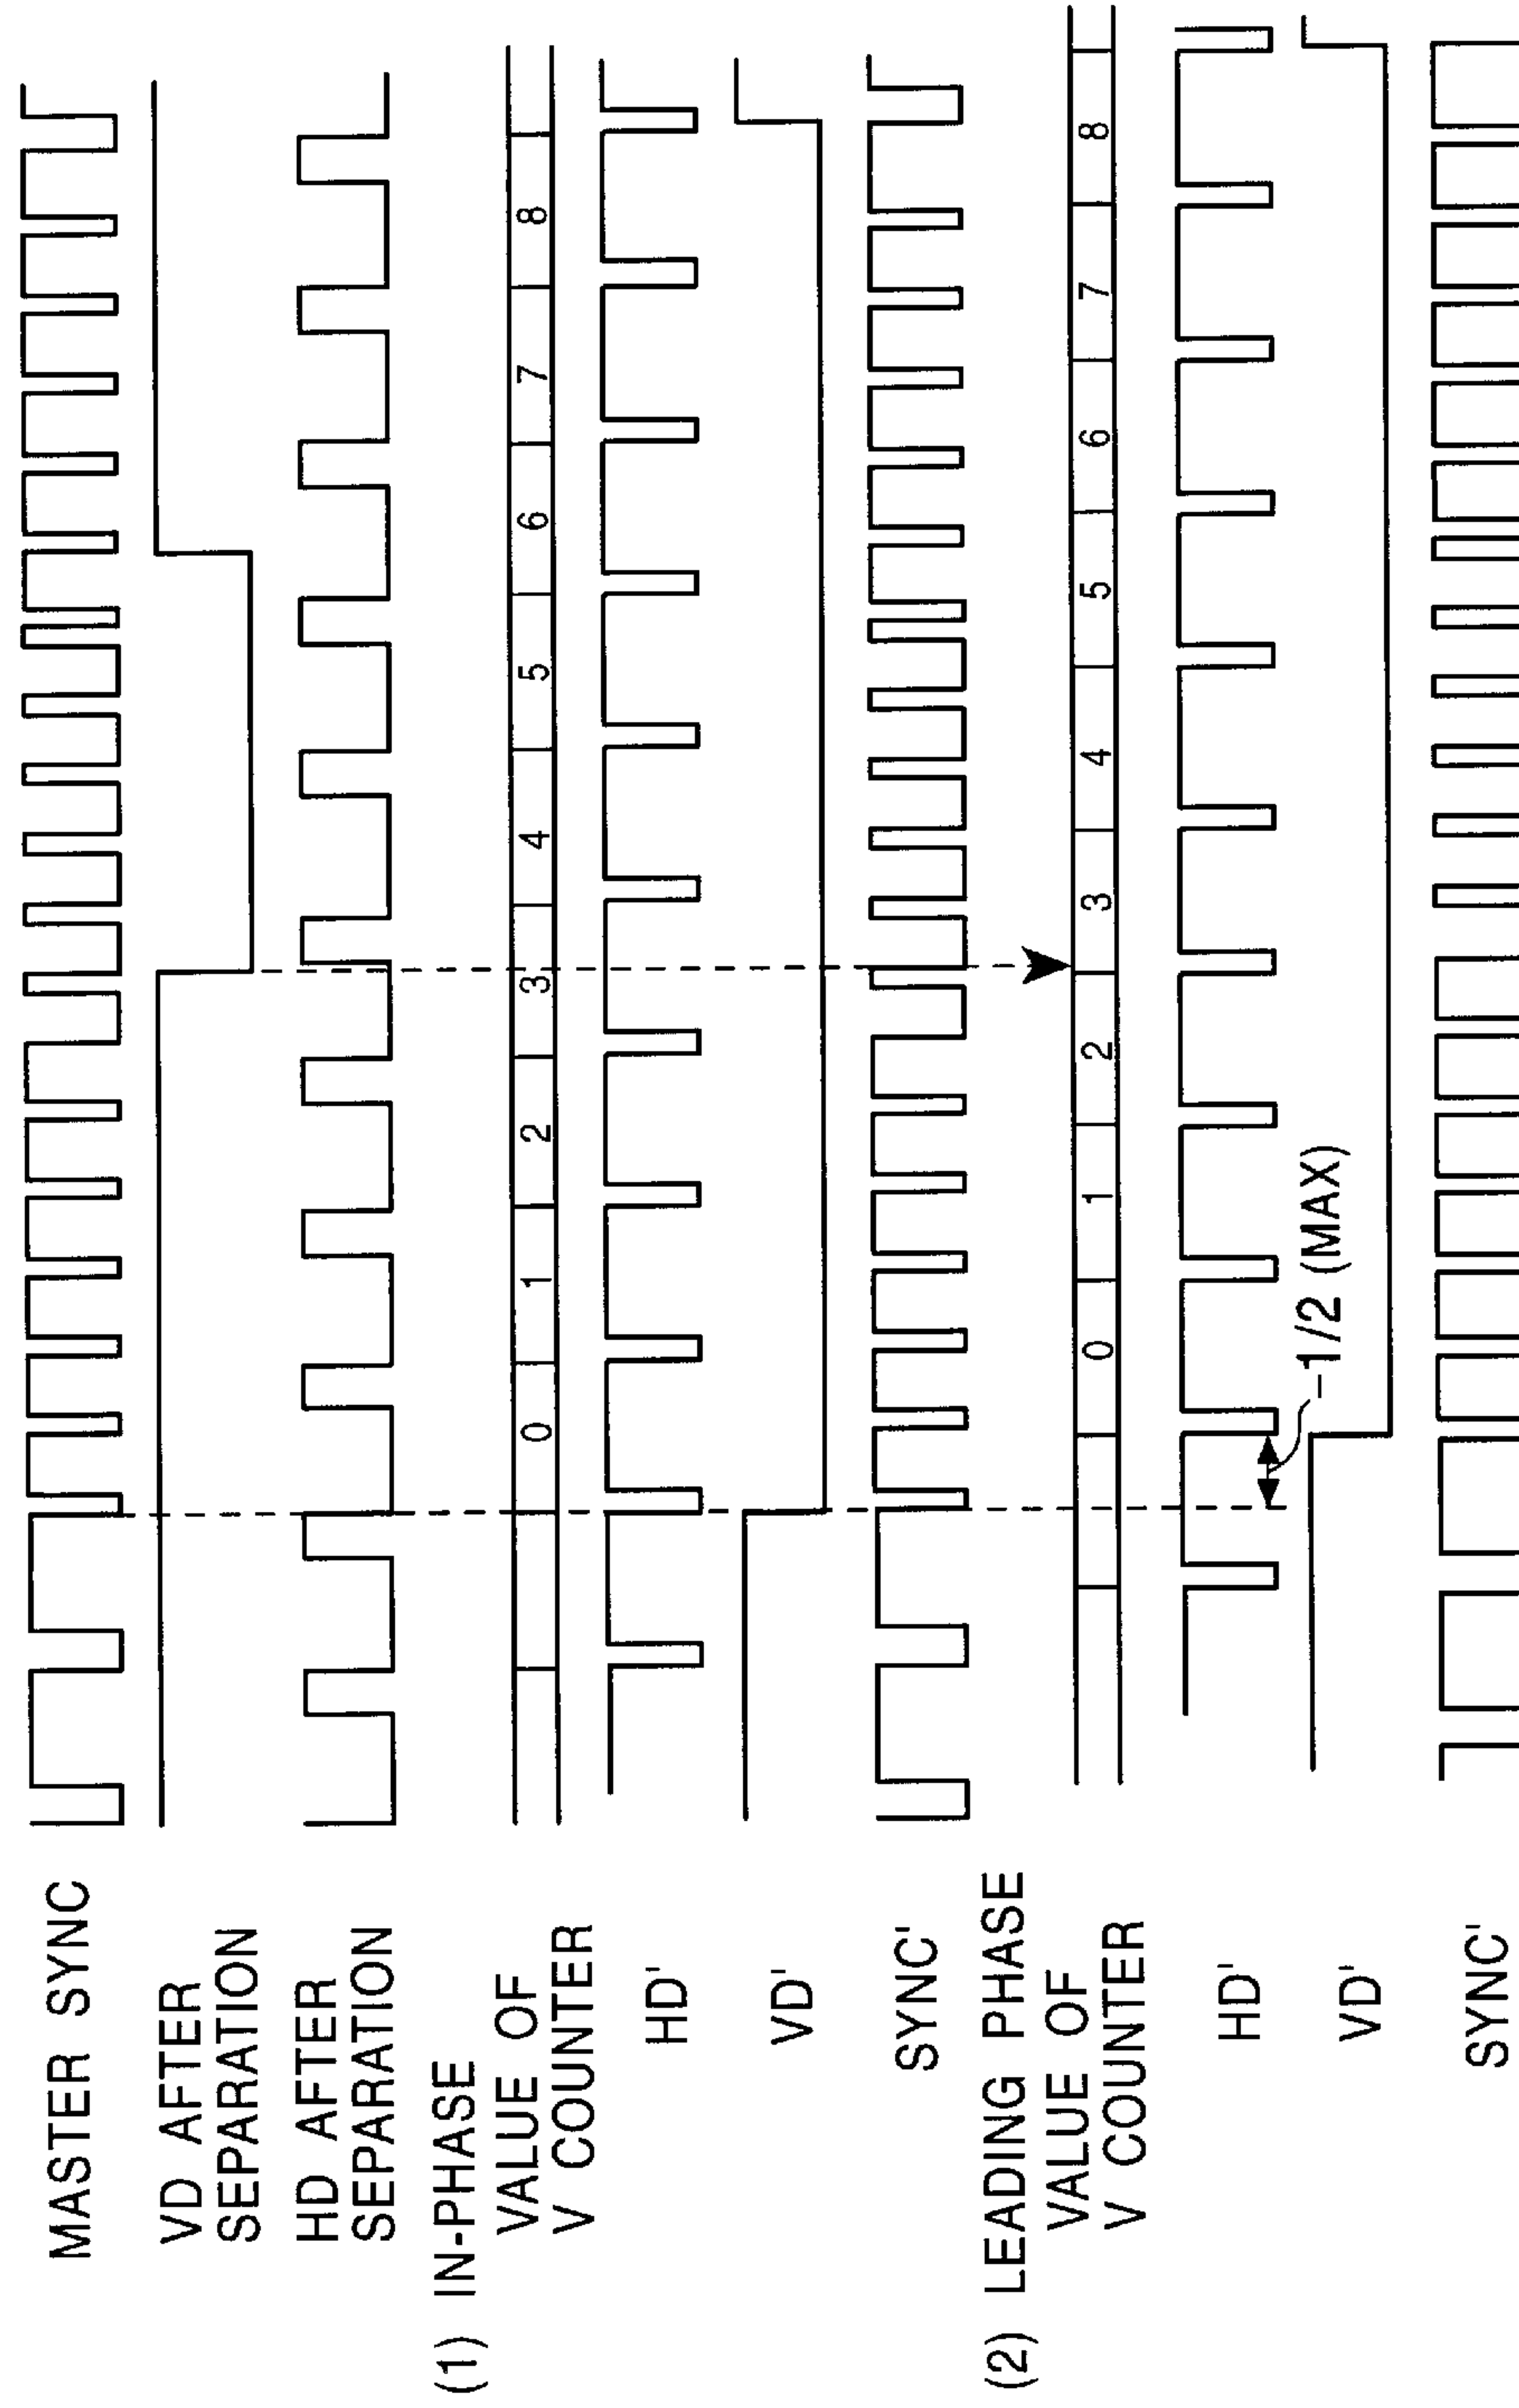 MASTER SYNC
VD AFTER
SEPARATION
HD AFTER
SEPARATION
(1) IN-PHASE
VALUE OF
V COUNTER
0 1 2 3 4 5 6 7 8
HD'
VD'
SYNC'
(2) LEADING PHASE
VALUE OF
V COUNTER
0 1 2 3 4 5 6 7 8
HD'
-1/2 (MAX)
VD'
SYNC'